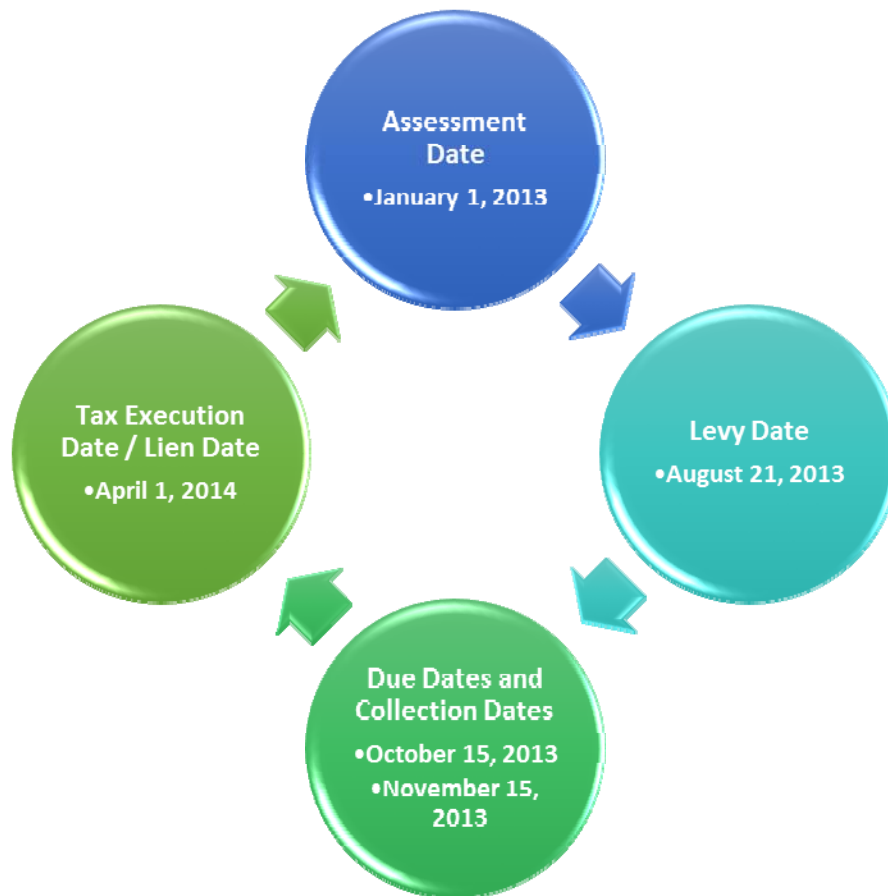 Assessment
Date
•January 1, 2013
Levy Date
•August 21, 2013
Due Dates and
Collection Dates
•October 15, 2013
•November 15,
2013
Tax Execution
Date / Lien Date
•April 1, 2014